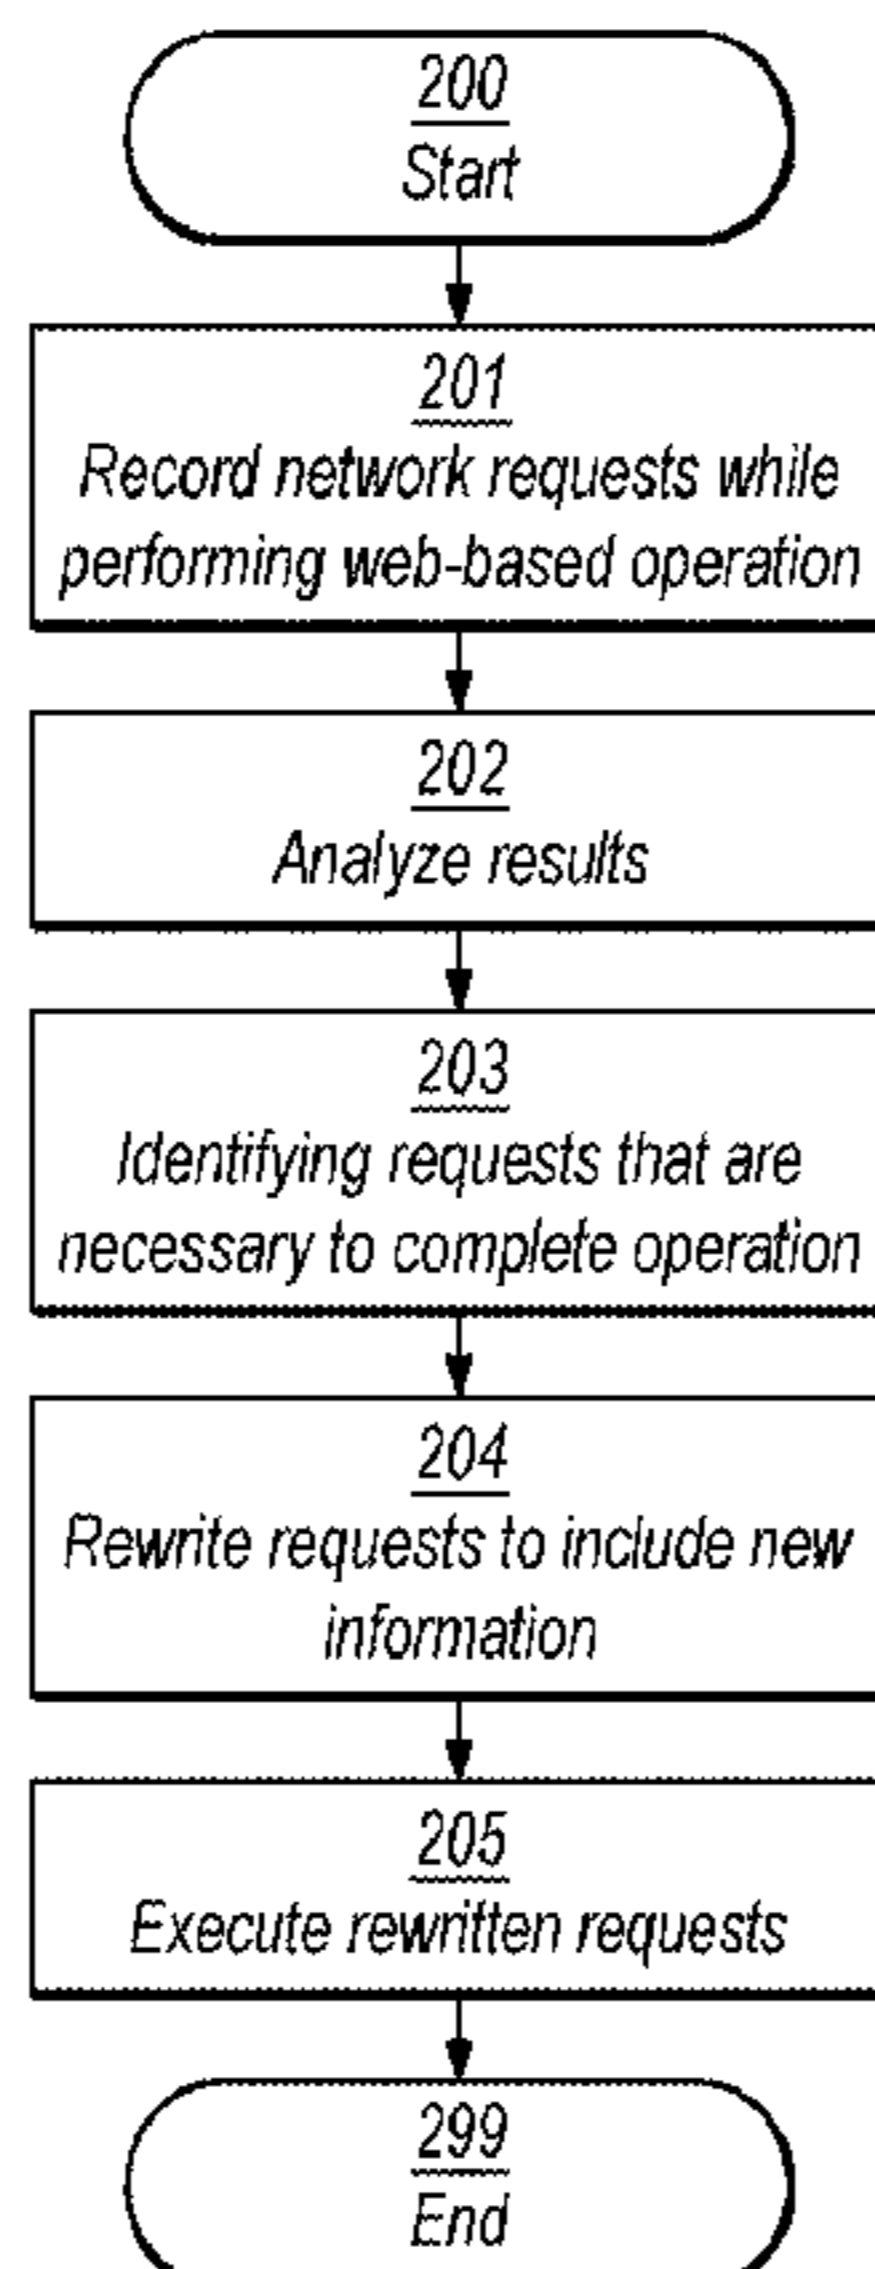 200
Start
201
Record network requests while
performing web-based operation
202
Analyze results
203
Identifying requests that are
necessary to complete operation
204
Rewrite requests to include new
information
205
Execute rewritten requests
299
End